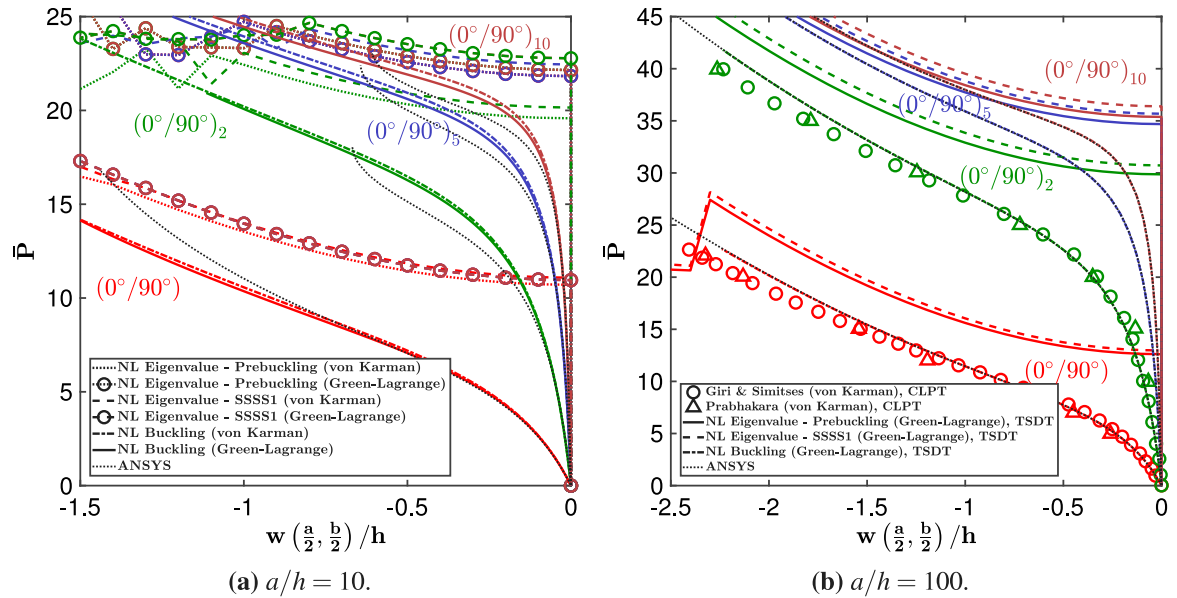 25
20
15
10
5
0
-1.5
-1
-0.5
0
P̄
w (a/2, b/2) /h
(0°/90°)₁₀
(0°/90°)₂
(0°/90°)₅
(0°/90°)
NL Eigenvalue - Prebuckling (von Karman)
NL Eigenvalue - Prebuckling (Green-Lagrange)
NL Eigenvalue - SSSS1 (von Karman)
NL Eigenvalue - SSSS1 (Green-Lagrange)
NL Buckling (von Karman)
NL Buckling (Green-Lagrange)
ANSYS
(a) a/h = 10.
45
40
35
30
25
20
15
10
5
0
-2.5
-2
-1.5
-1
-0.5
0
P̄
w (a/2, b/2) /h
(0°/90°)₁₀
(0°/90°)₅
(0°/90°)₂
(0°/90°)
Giri & Simitses (von Karman), CLPT
Prabhakara (von Karman), CLPT
NL Eigenvalue - Prebuckling (Green-Lagrange), TSDT
NL Eigenvalue - SSSS1 (Green-Lagrange), TSDT
NL Buckling (Green-Lagrange), TSDT
ANSYS
(b) a/h = 100.